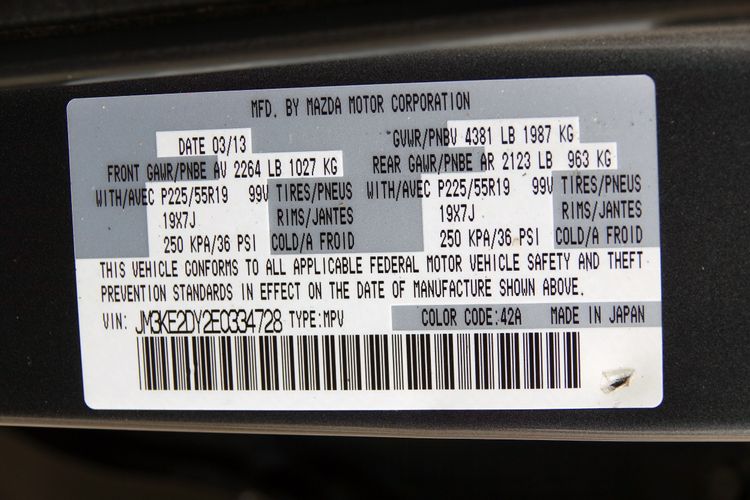 MFD. BY MAZDA MOTOR CORPORATION
DATE 03/13 GVWR/PNBV 4381 LB 1987 KG
FRONT GAWR/PNBE AV 2264 LB 1027 KG REAR GAWR/PNBE AR 2123 LB 963 KG
WITH/AVEC P225/55R19 99V TIRES/PNEUS WITH/AVEC P225/55R19 99V TIRES/PNEUS
19X7J RIMS/JANTES 19X7J RIMS/JANTES
250 KPA/36 PSI COLD/A FROID 250 KPA/36 PSI COLD/A FROID
THIS VEHICLE CONFORMS TO ALL APPLICABLE FEDERAL MOTOR VEHICLE SAFETY AND THEFT
PREVENTION STANDARDS IN EFFECT ON THE DATE OF MANUFACTURE SHOWN ABOVE.
VIN: JM3KE2DY2E0334728 TYPE:MPV COLOR CODE:42A MADE IN JAPAN